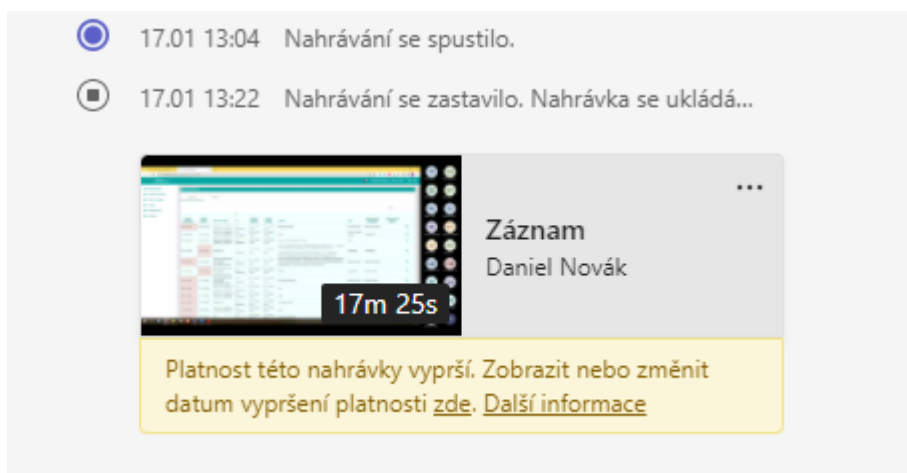 17.01 13:04 Nahrávání se spustilo.
17.01 13:22 Nahrávání se zastavilo. Nahrávka se ukládá...
...
Záznam
Daniel Novák
17m 25s
Platnost této nahrávky vyprší. Zobrazit nebo změnit
datum vypršení platnosti zde. Další informace